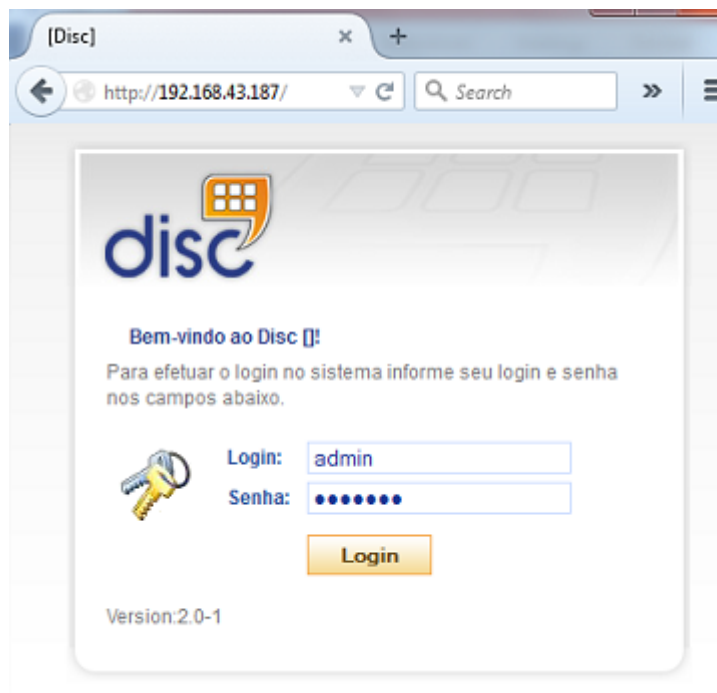 [Disc]
http://192.168.43.187/
Search
disc
Bem-vindo ao Disc []!
Para efetuar o login no sistema informe seu login e senha
nos campos abaixo.
Login: admin
Senha: •••••••
Login
Version:2.0-1